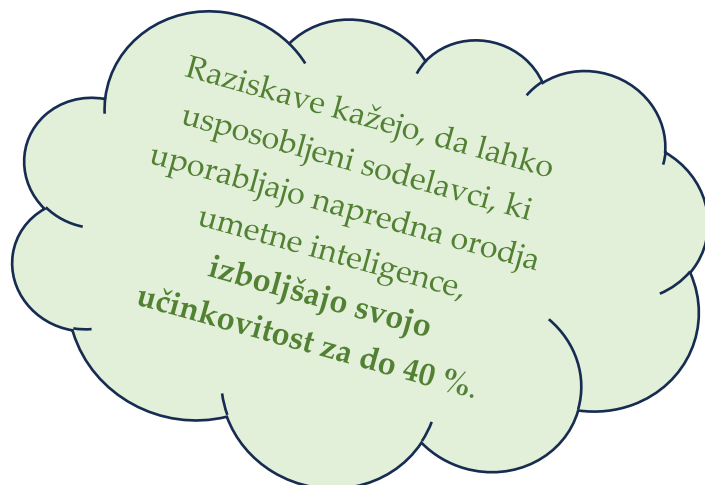 Raziskave kažejo, da lahko
usposobljeni sodelavci, ki
uporabljajo napredna orodja
umetne inteligence,
izboljšajo svojo
učinkovitost za do 40 %.